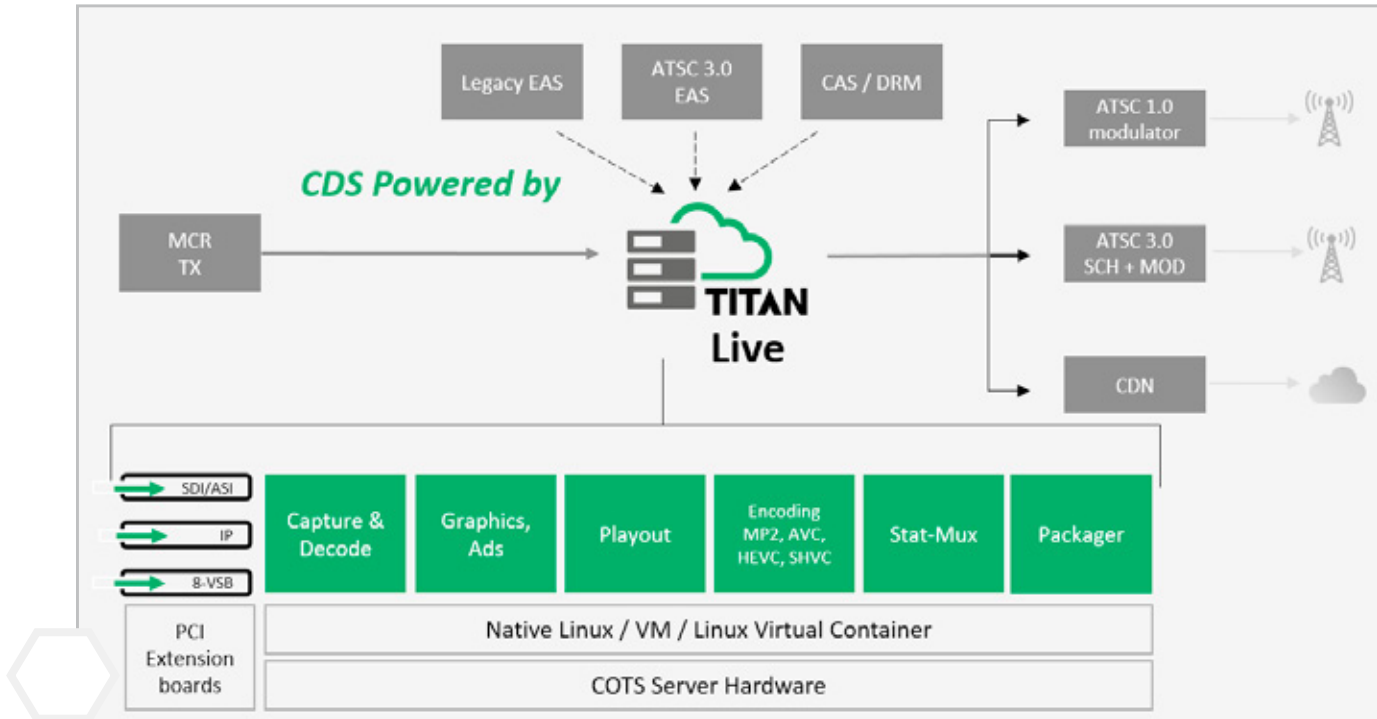 Legacy EAS
ATSC 3.0
EAS
CAS / DRM
ATSC 1.0
modulator
CDS Powered by
MCR
TX
ATSC 3.0
SCH + MOD
TITAN
Live
CDN
SDI/ASI
IP
8-VSB
Capture &
Decode
Graphics,
Ads
Playout
Encoding
MP2, AVC,
HEVC, SHVC
Stat-Mux
Packager
PCI
Extension
boards
Native Linux / VM / Linux Virtual Container
COTS Server Hardware